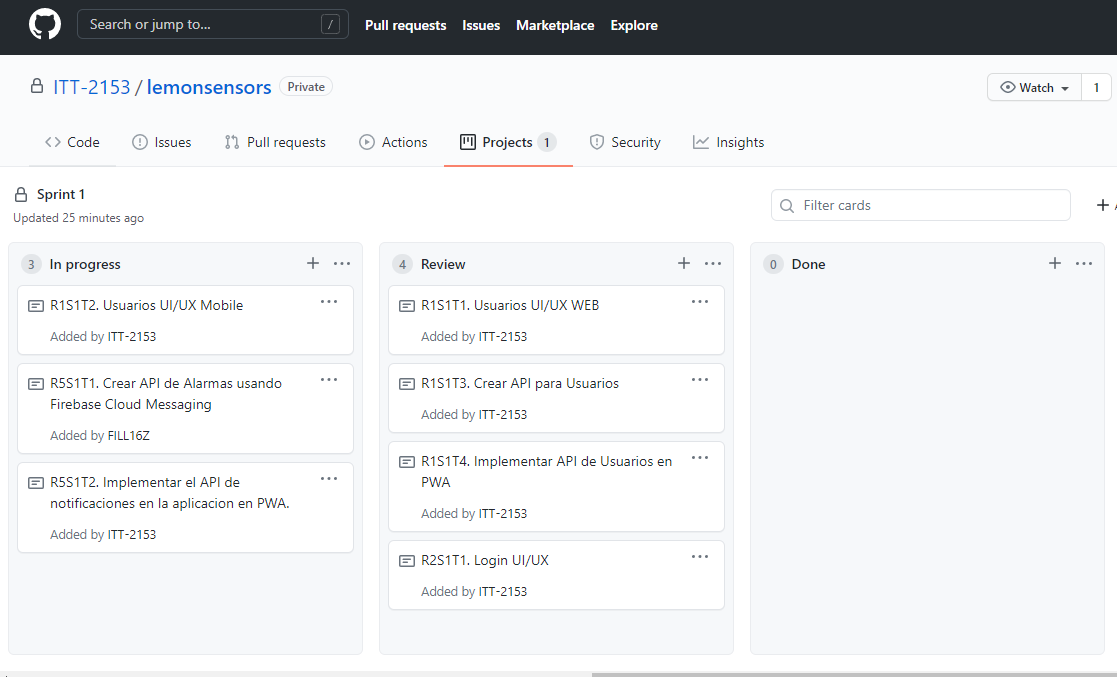 Search or jump to... / Pull requests Issues Marketplace Explore
ITT-2153 / lemonsensors Private Watch 1
Code Issues Pull requests Actions Projects 1 Security Insights
Sprint 1
Updated 25 minutes ago
Filter cards
3 In progress
R1S1T2. Usuarios UI/UX Mobile
Added by ITT-2153
R5S1T1. Crear API de Alarmas usando
Firebase Cloud Messaging
Added by FILL16Z
R5S1T2. Implementar el API de
notificaciones en la aplicacion en PWA.
Added by ITT-2153
4 Review
R1S1T1. Usuarios UI/UX WEB
Added by ITT-2153
R1S1T3. Crear API para Usuarios
Added by ITT-2153
R1S1T4. Implementar API de Usuarios en
PWA
Added by ITT-2153
R2S1T1. Login UI/UX
Added by ITT-2153
0 Done